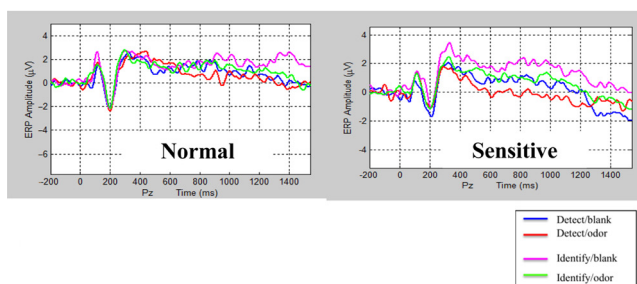 4
2
0
-2
-4
-6
ERP Amplitude (µV)
Normal
-200 0 200 400 600 800 1000 1200 1400
Pz Time (ms)
4
2
0
-2
-4
ERP Amplitude (µV)
Sensitive
-200 0 200 400 600 800 1000 1200 1400
Pz Time (ms)
Detect/blank
Detect/odor
Identify/blank
Identify/odor